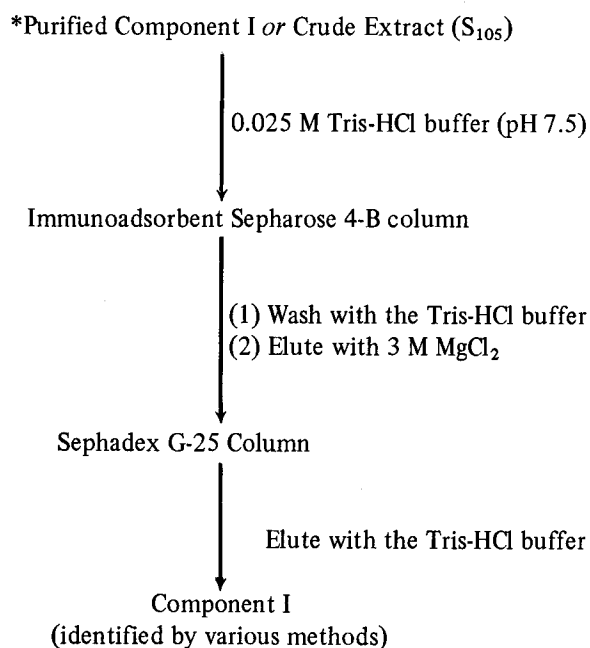 *Purified Component I or Crude Extract (S₁₀₅)
0.025 M Tris-HCl buffer (pH 7.5)
Immunoadsorbent Sepharose 4-B column
(1) Wash with the Tris-HCl buffer
(2) Elute with 3 M MgCl₂
Sephadex G-25 Column
Elute with the Tris-HCl buffer
Component I
(identified by various methods)